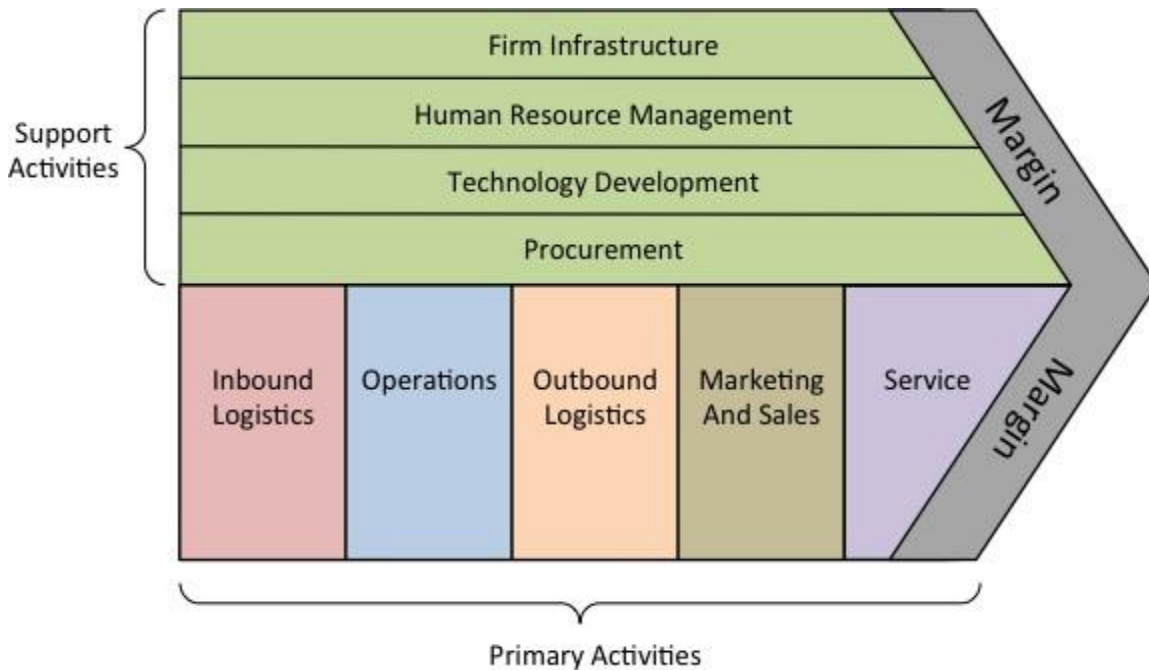 Support
Activities
Firm Infrastructure
Human Resource Management
Technology Development
Procurement
Margin
Inbound
Logistics
Operations
Outbound
Logistics
Marketing
And Sales
Service
Margin
Primary Activities